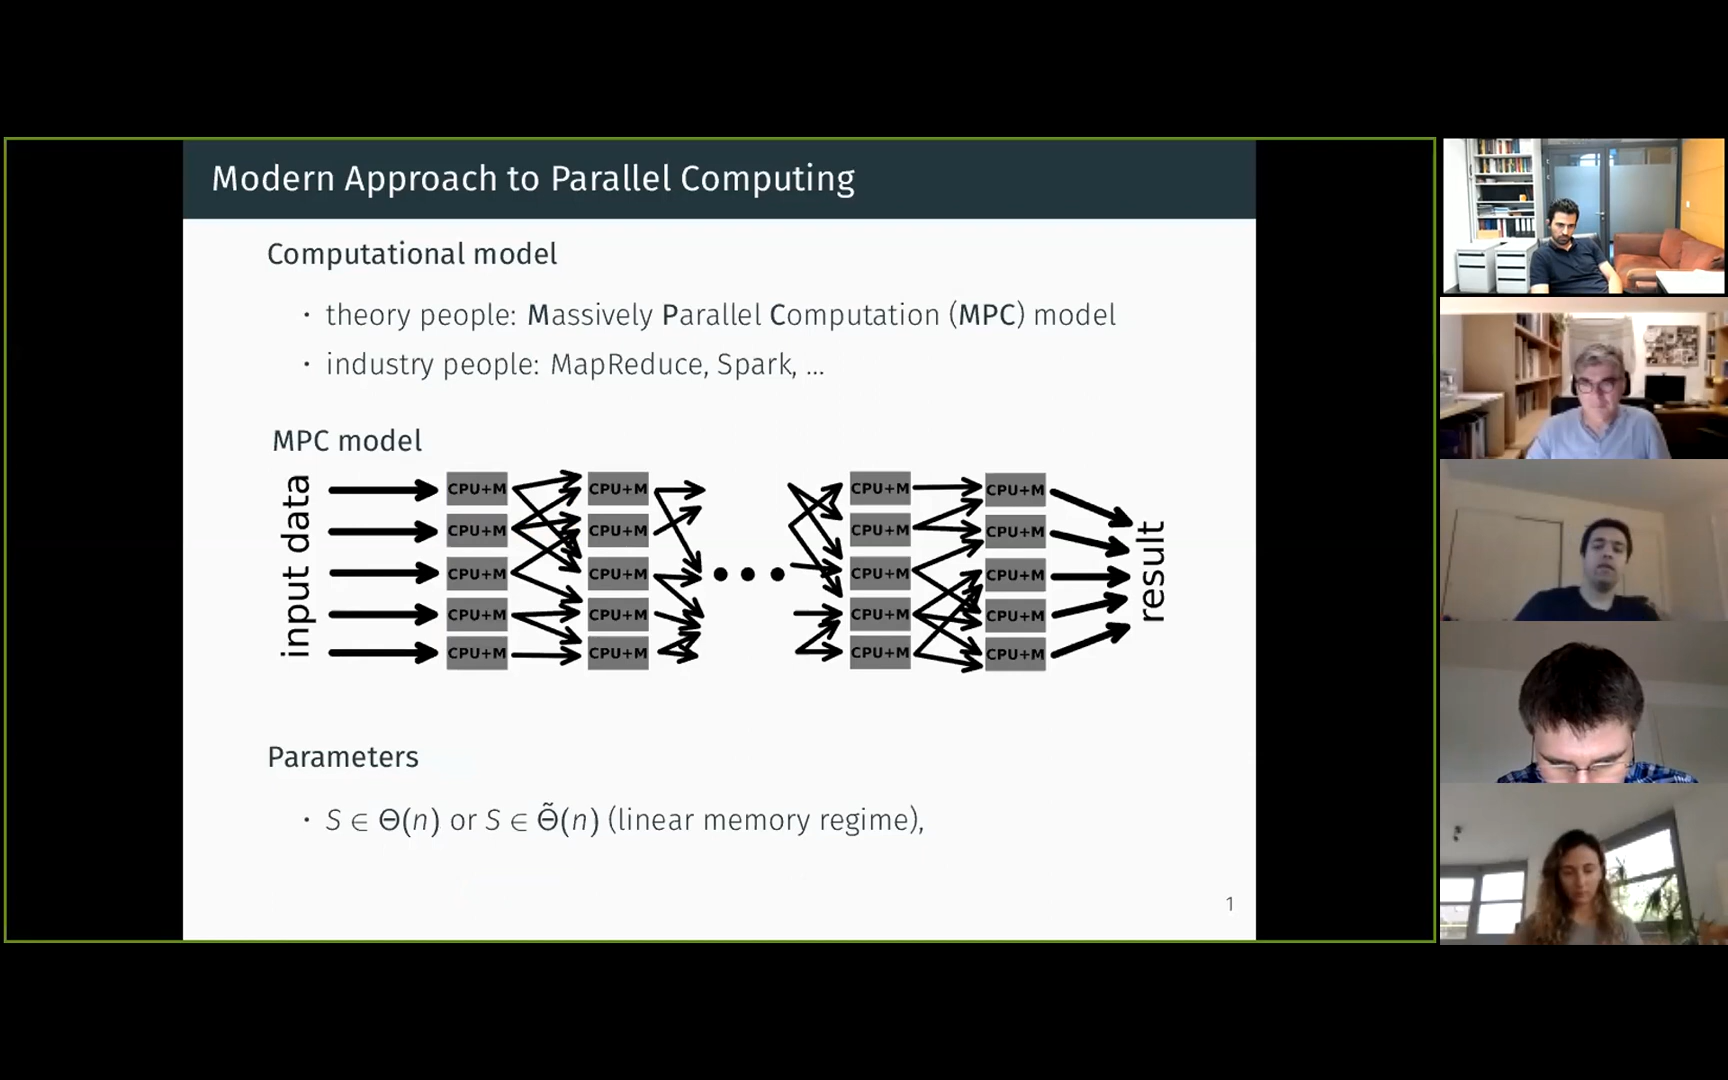 Modern Approach to Parallel Computing
Computational model
· theory people: Massively Parallel Computation (MPC) model
· industry people: MapReduce, Spark, ...
MPC model
input data
CPU+M CPU+M CPU+M CPU+M
CPU+M CPU+M CPU+M CPU+M
CPU+M CPU+M CPU+M CPU+M
CPU+M CPU+M CPU+M CPU+M
CPU+M CPU+M CPU+M CPU+M
result
Parameters
· S ∈ Θ(n) or S ∈ Θ̃(n) (linear memory regime),
1